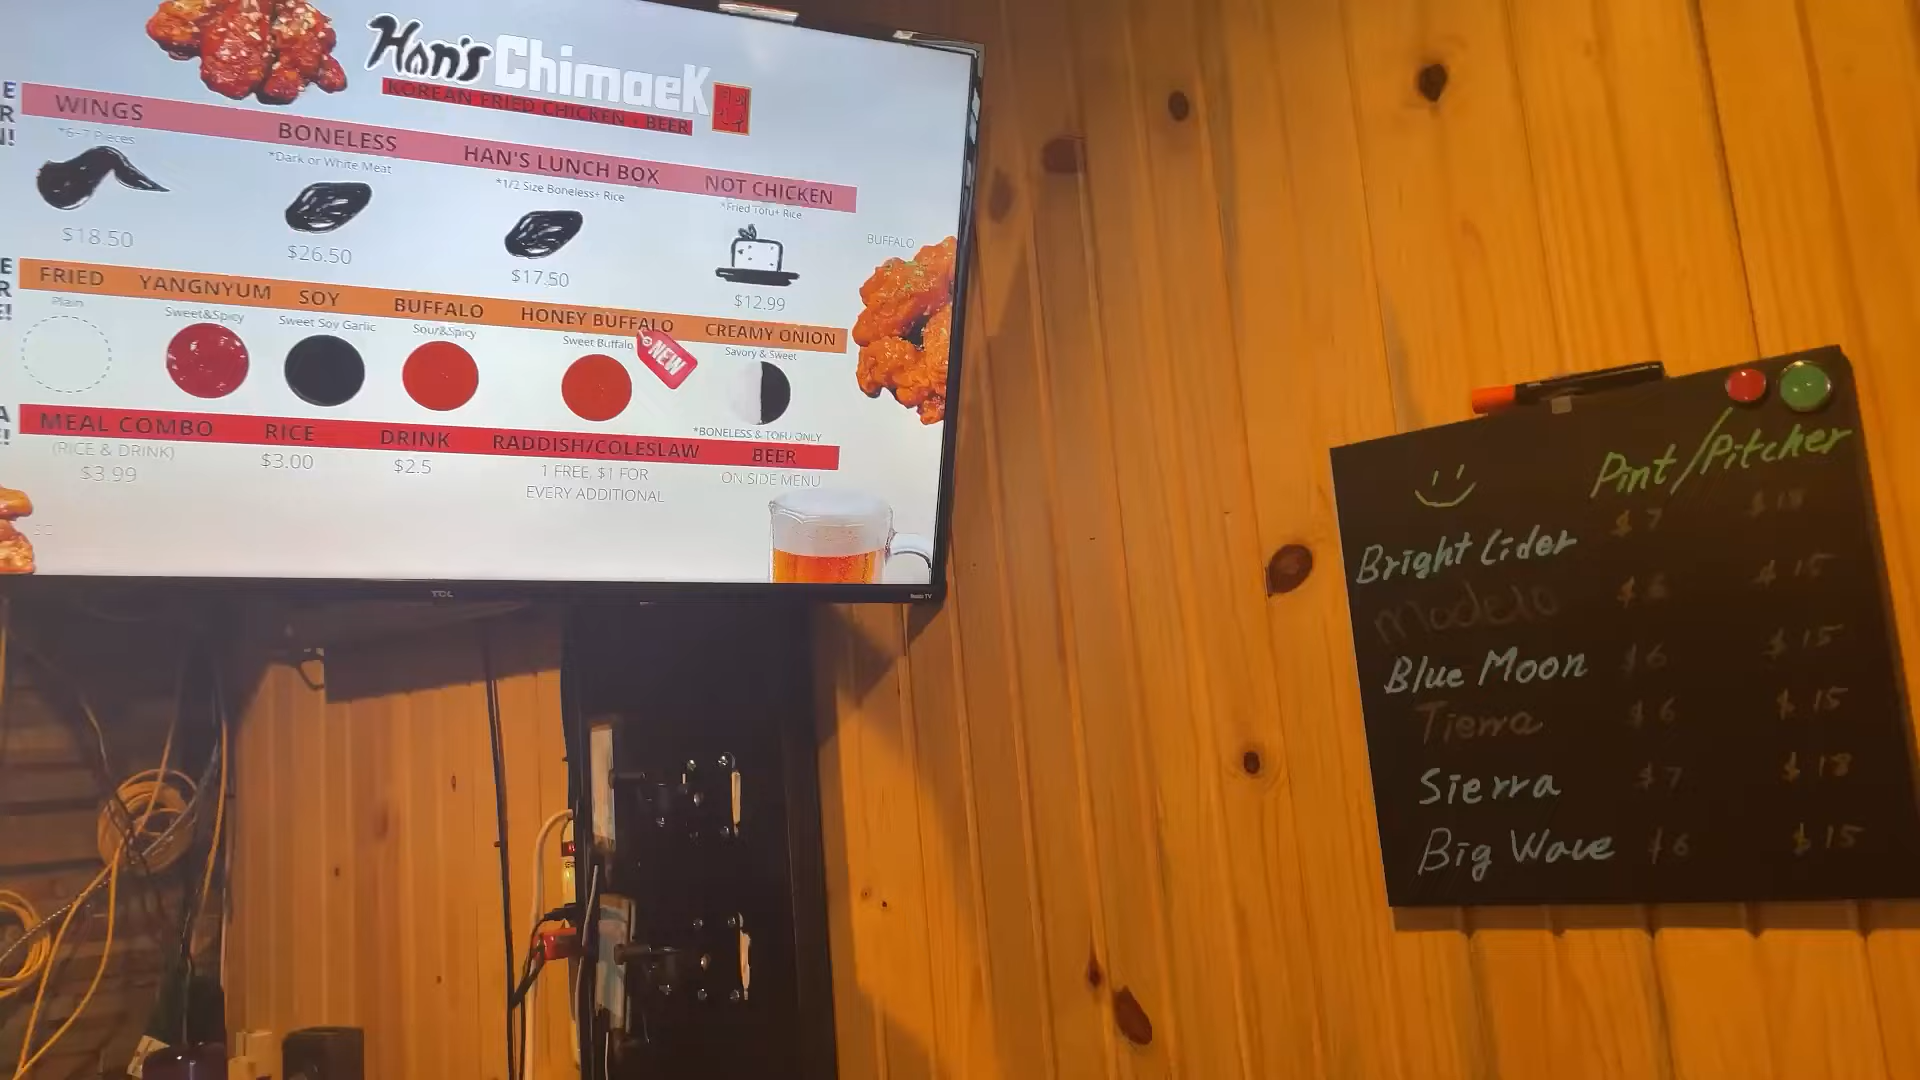 Han's ChimaeK
KOREAN FRIED CHICKEN + BEER
WINGS BONELESS HAN'S LUNCH BOX NOT CHICKEN
*6-7 Pieces *Dark or White Meat *1/2 Size Boneless+ Rice *Fried Tofu+ Rice
$18.50 $26.50 $17.50 $12.99
BUFFALO
FRIED YANGNYUM SOY BUFFALO HONEY BUFFALO CREAMY ONION
Plain Sweet&Spicy Sweet Soy Garlic Sour&Spicy Sweet Buffalo Savory & Sweet
NEW
*BONELESS & TOFU ONLY
MEAL COMBO RICE DRINK RADDISH/COLESLAW BEER
(RICE & DRINK) $3.00 $2.5 1 FREE, $1 FOR ON SIDE MENU
$3.99 EVERY ADDITIONAL
TCL
Roku TV
Pint/Pitcher
Bright Cider $7 $18
Modelo $6 $15
Blue Moon $6 $15
Tierra $6 $15
Sierra $7 $18
Big Wave $6 $15